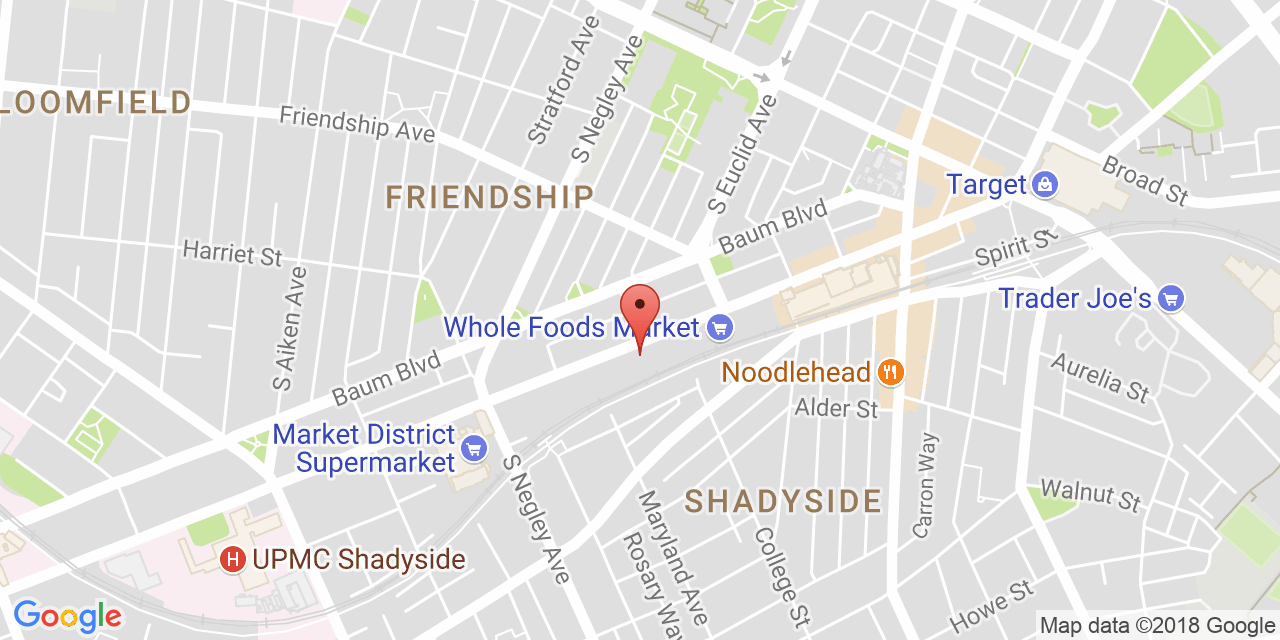 LOOMFIELD
Friendship Ave
Stratford Ave
S Negley Ave
S Euclid Ave
FRIENDSHIP
Target
Broad St
Baum Blvd
Harriet St
Spirit St
S Aiken Ave
Whole Foods Market
Trader Joe's
Baum Blvd
Noodlehead
Aurelia St
Alder St
Market District
Supermarket
S Negley Ave
Carron Way
SHADYSIDE
Walnut St
Maryland Ave
College St
Rosary Way
H UPMC Shadyside
Howe St
Google
Map data ©2018 Google